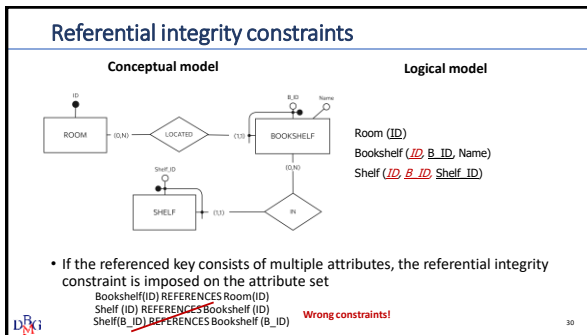 Referential integrity constraints
Conceptual model
Logical model
ID
ROOM
(0,N)
LOCATED
(1,1)
B_ID
Name
BOOKSHELF
(0,N)
IN
(1,1)
SHELF
Shelf_ID
Room (ID)
Bookshelf (ID, B_ID, Name)
Shelf (ID, B_ID, Shelf_ID)
• If the referenced key consists of multiple attributes, the referential integrity
constraint is imposed on the attribute set
Bookshelf(ID) REFERENCES Room(ID)
Shelf (ID) REFERENCES Bookshelf (ID)
Shelf(B_ID) REFERENCES Bookshelf (B_ID)
Wrong constraints!
DBMG
30